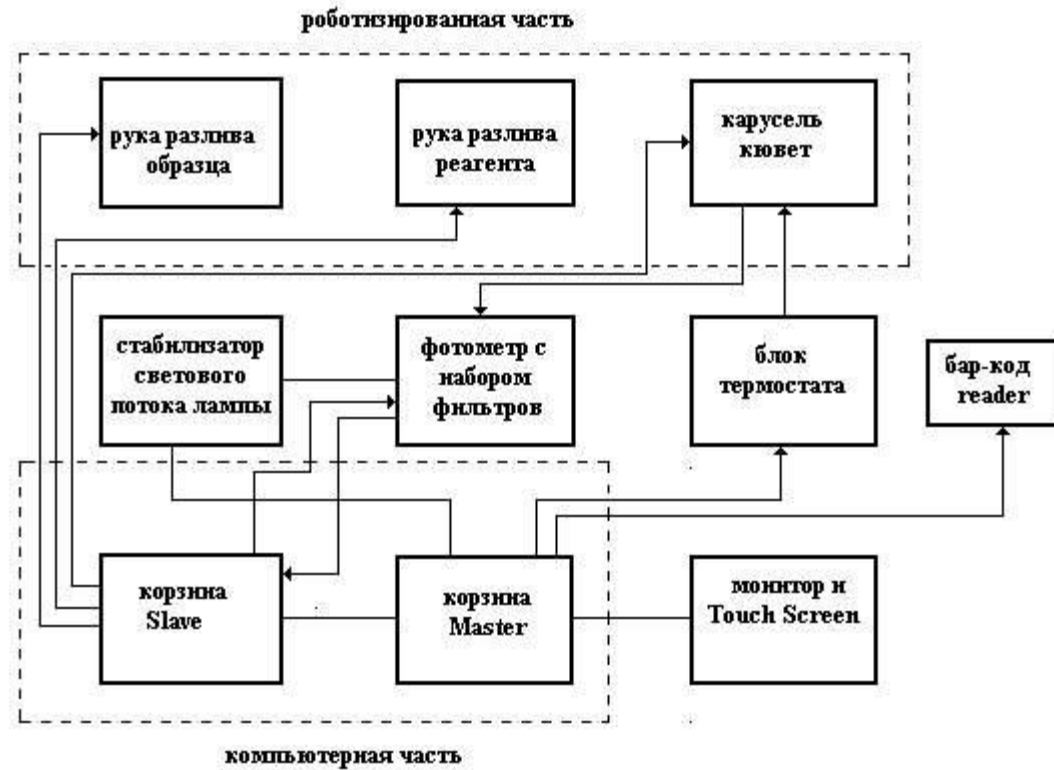 роботизированная часть
рука разлива
образца
рука разлива
реагента
карусель
кювет
стабилизатор
светового
потока лампы
фотометр с
набором
фильтров
блок
термостата
бар-код
reader
корзина
Slave
корзина
Master
монитор и
Touch Screen
компьютерная часть